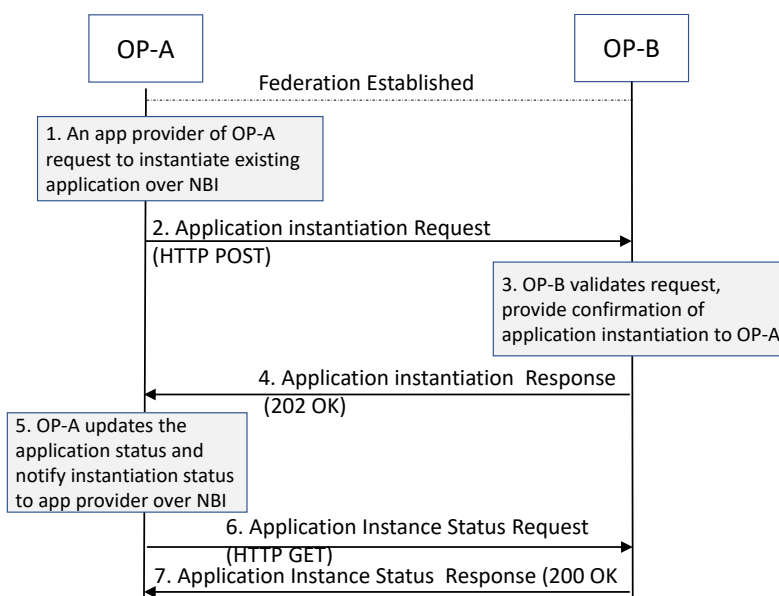 OP-A
OP-B
Federation Established
1. An app provider of OP-A
request to instantiate existing
application over NBI
2. Application instantiation Request
(HTTP POST)
3. OP-B validates request,
provide confirmation of
application instantiation to OP-A
4. Application instantiation  Response
(202 OK)
5. OP-A updates the
application status and
notify instantiation status
to app provider over NBI
6. Application Instance Status Request
(HTTP GET)
7. Application Instance Status  Response (200 OK